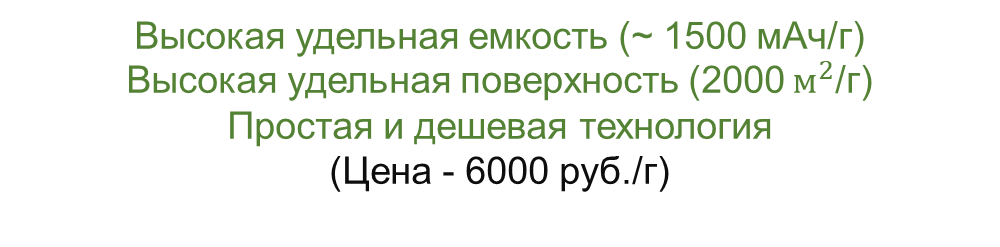 Высокая удельная емкость (~ 1500 мАч/г)
Высокая удельная поверхность (2000 м²/г)
Простая и дешевая технология
(Цена - 6000 руб./г)